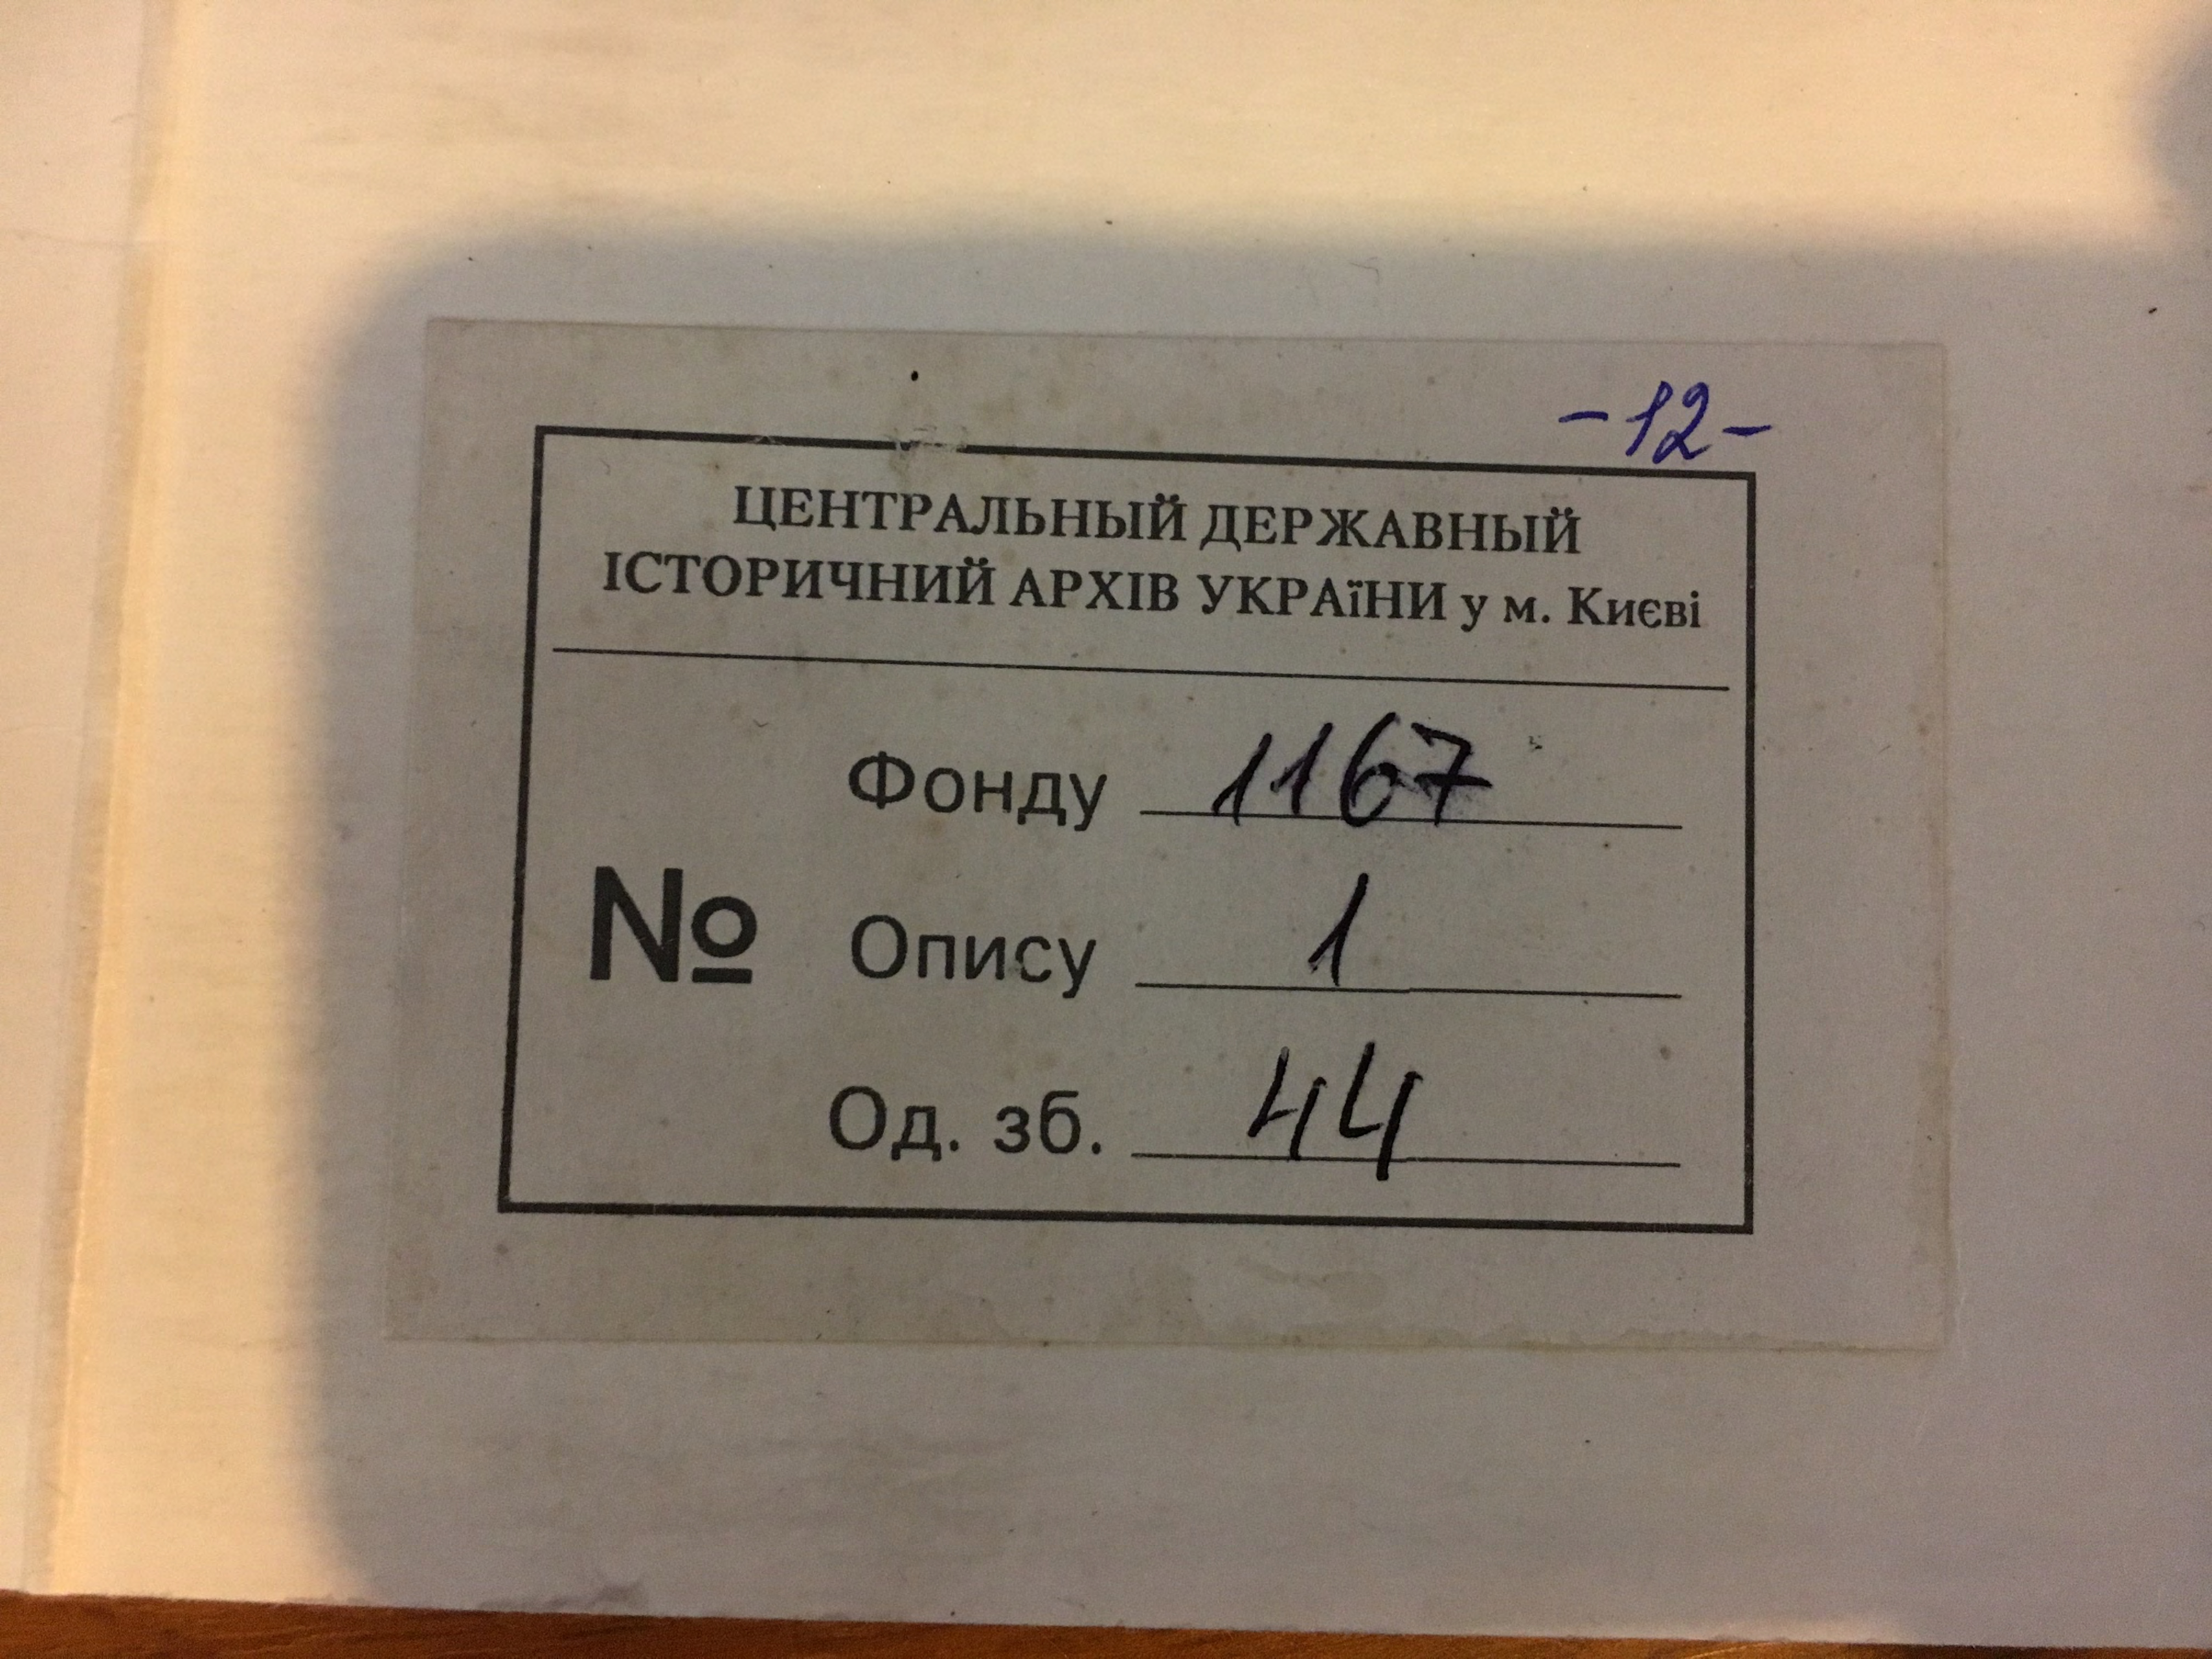 -12-
ЦЕНТРАЛЬНЫЙ ДЕРЖАВНЫЙ
ІСТОРИЧНИЙ АРХІВ УКРАїНИ у м. Києві
Фонду 1167
№ Опису 1
Од. зб. 44